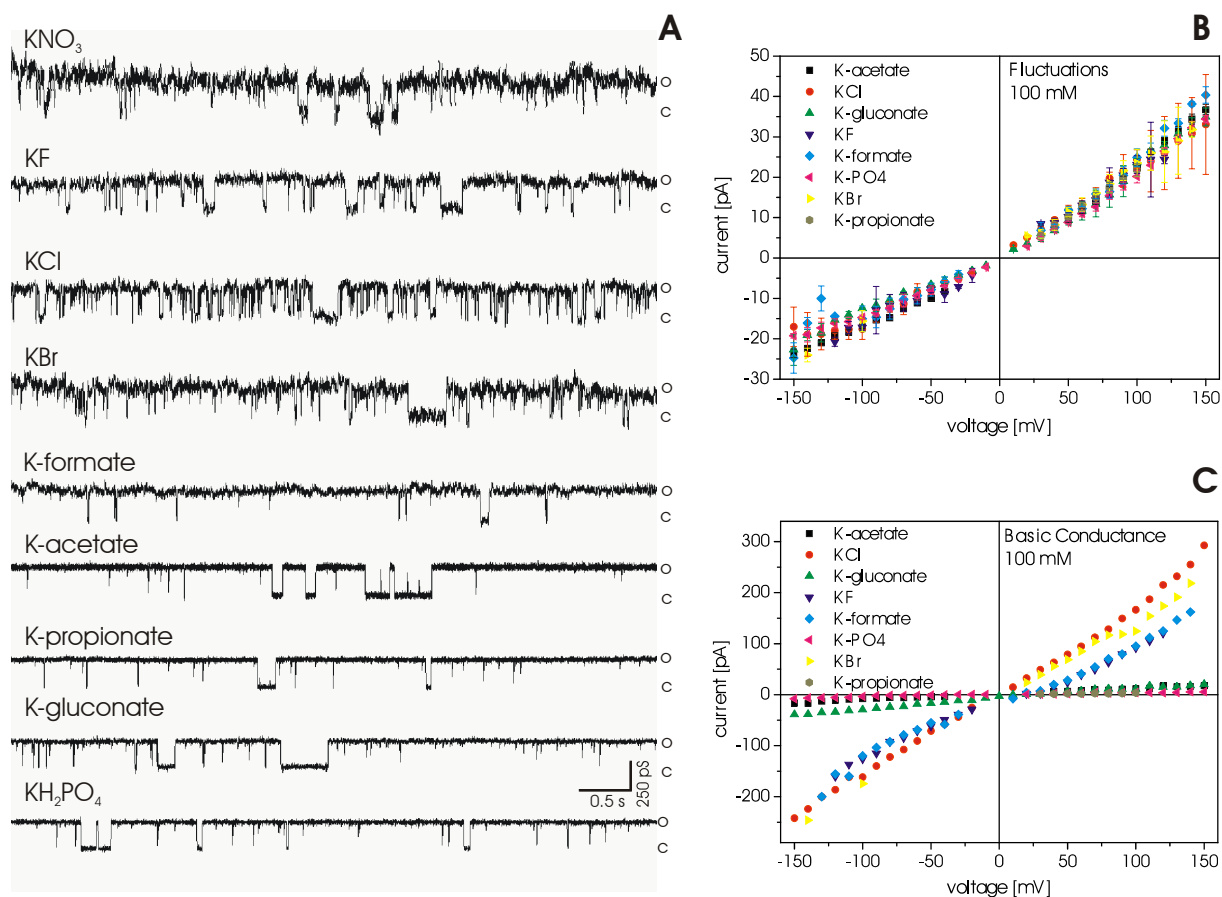 A
KNO3
O
C
KF
O
C
KCl
O
C
KBr
O
C
K-formate
O
C
K-acetate
O
C
K-propionate
O
C
K-gluconate
O
C
0.5 s
250 pS
KH2PO4
O
C
B
Fluctuations
100 mM
K-acetate
KCl
K-gluconate
KF
K-formate
K-PO4
KBr
K-propionate
50
40
30
20
10
0
-10
-20
-30
current [pA]
-150 -100 -50 0 50 100 150
voltage [mV]
C
Basic Conductance
100 mM
K-acetate
KCl
K-gluconate
KF
K-formate
K-PO4
KBr
K-propionate
300
200
100
0
-100
-200
current [pA]
-150 -100 -50 0 50 100 150
voltage [mV]